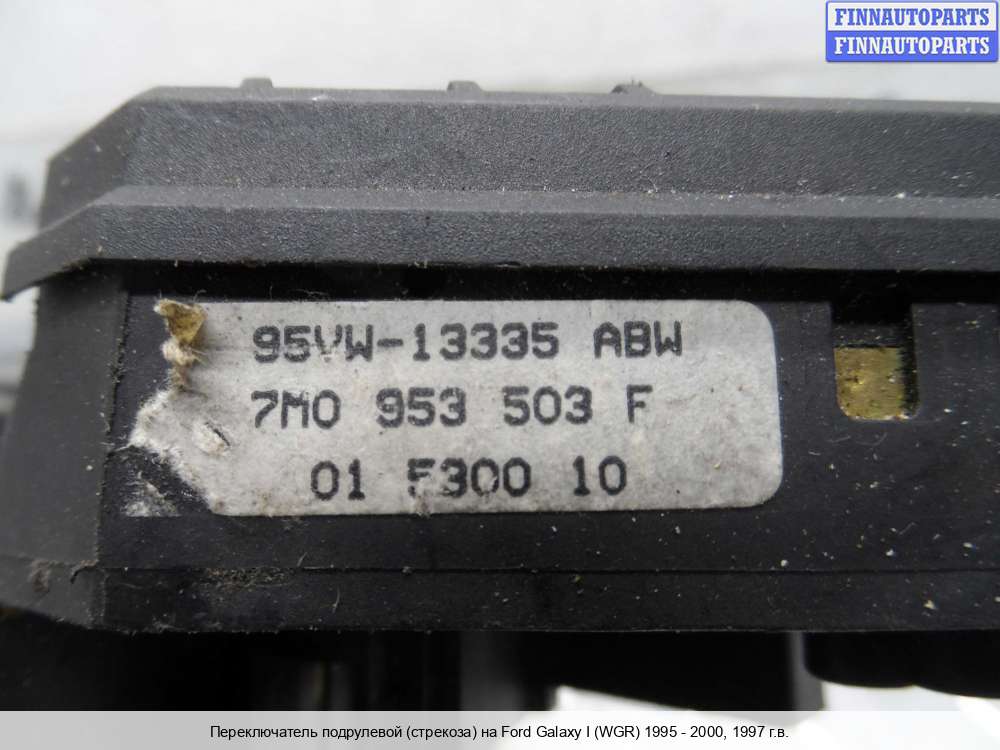 FINNAUTOPARTS
FINNAUTOPARTS
95VW-13335 ABW
7M0 953 503 F
01 5300 10
Переключатель подрулевой (стрекоза) на Ford Galaxy I (WGR) 1995 - 2000, 1997 г.в.